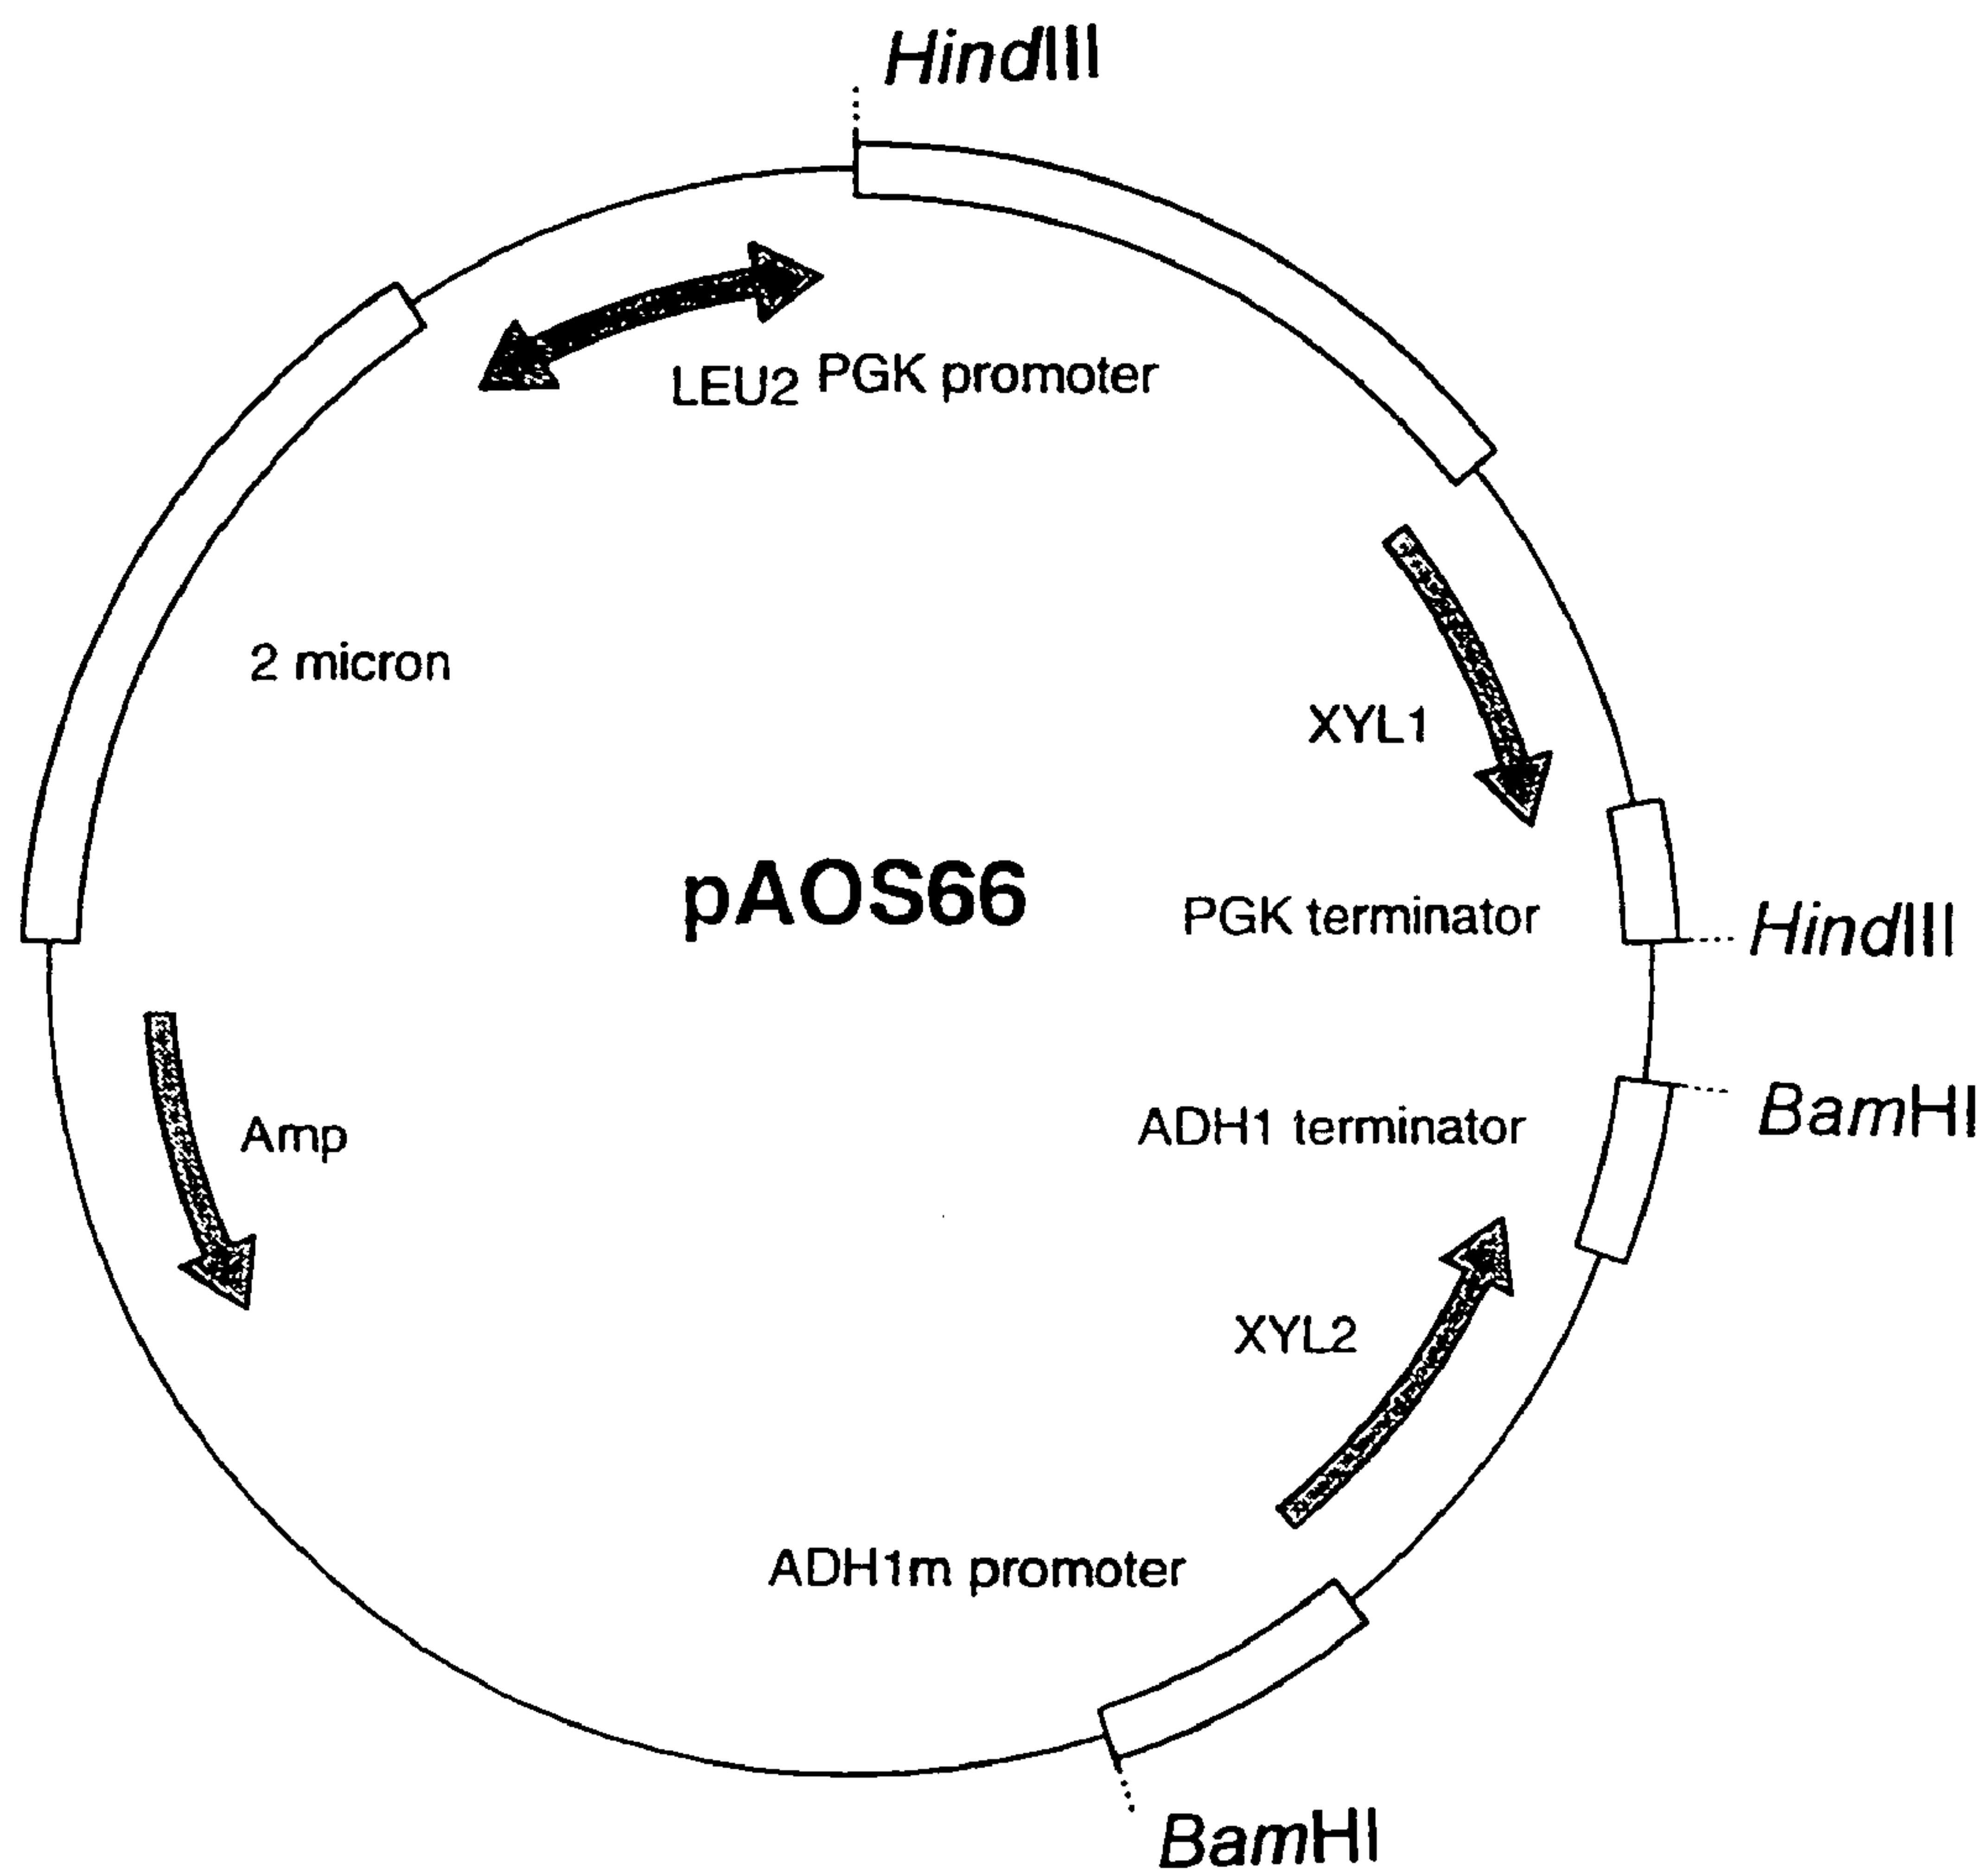 HindIII
LEU2
PGK promoter
2 micron
XYL1
pAOS66
PGK terminator
HindIII
BamHI
ADH1 terminator
Amp
XYL2
ADH1m promoter
BamHI